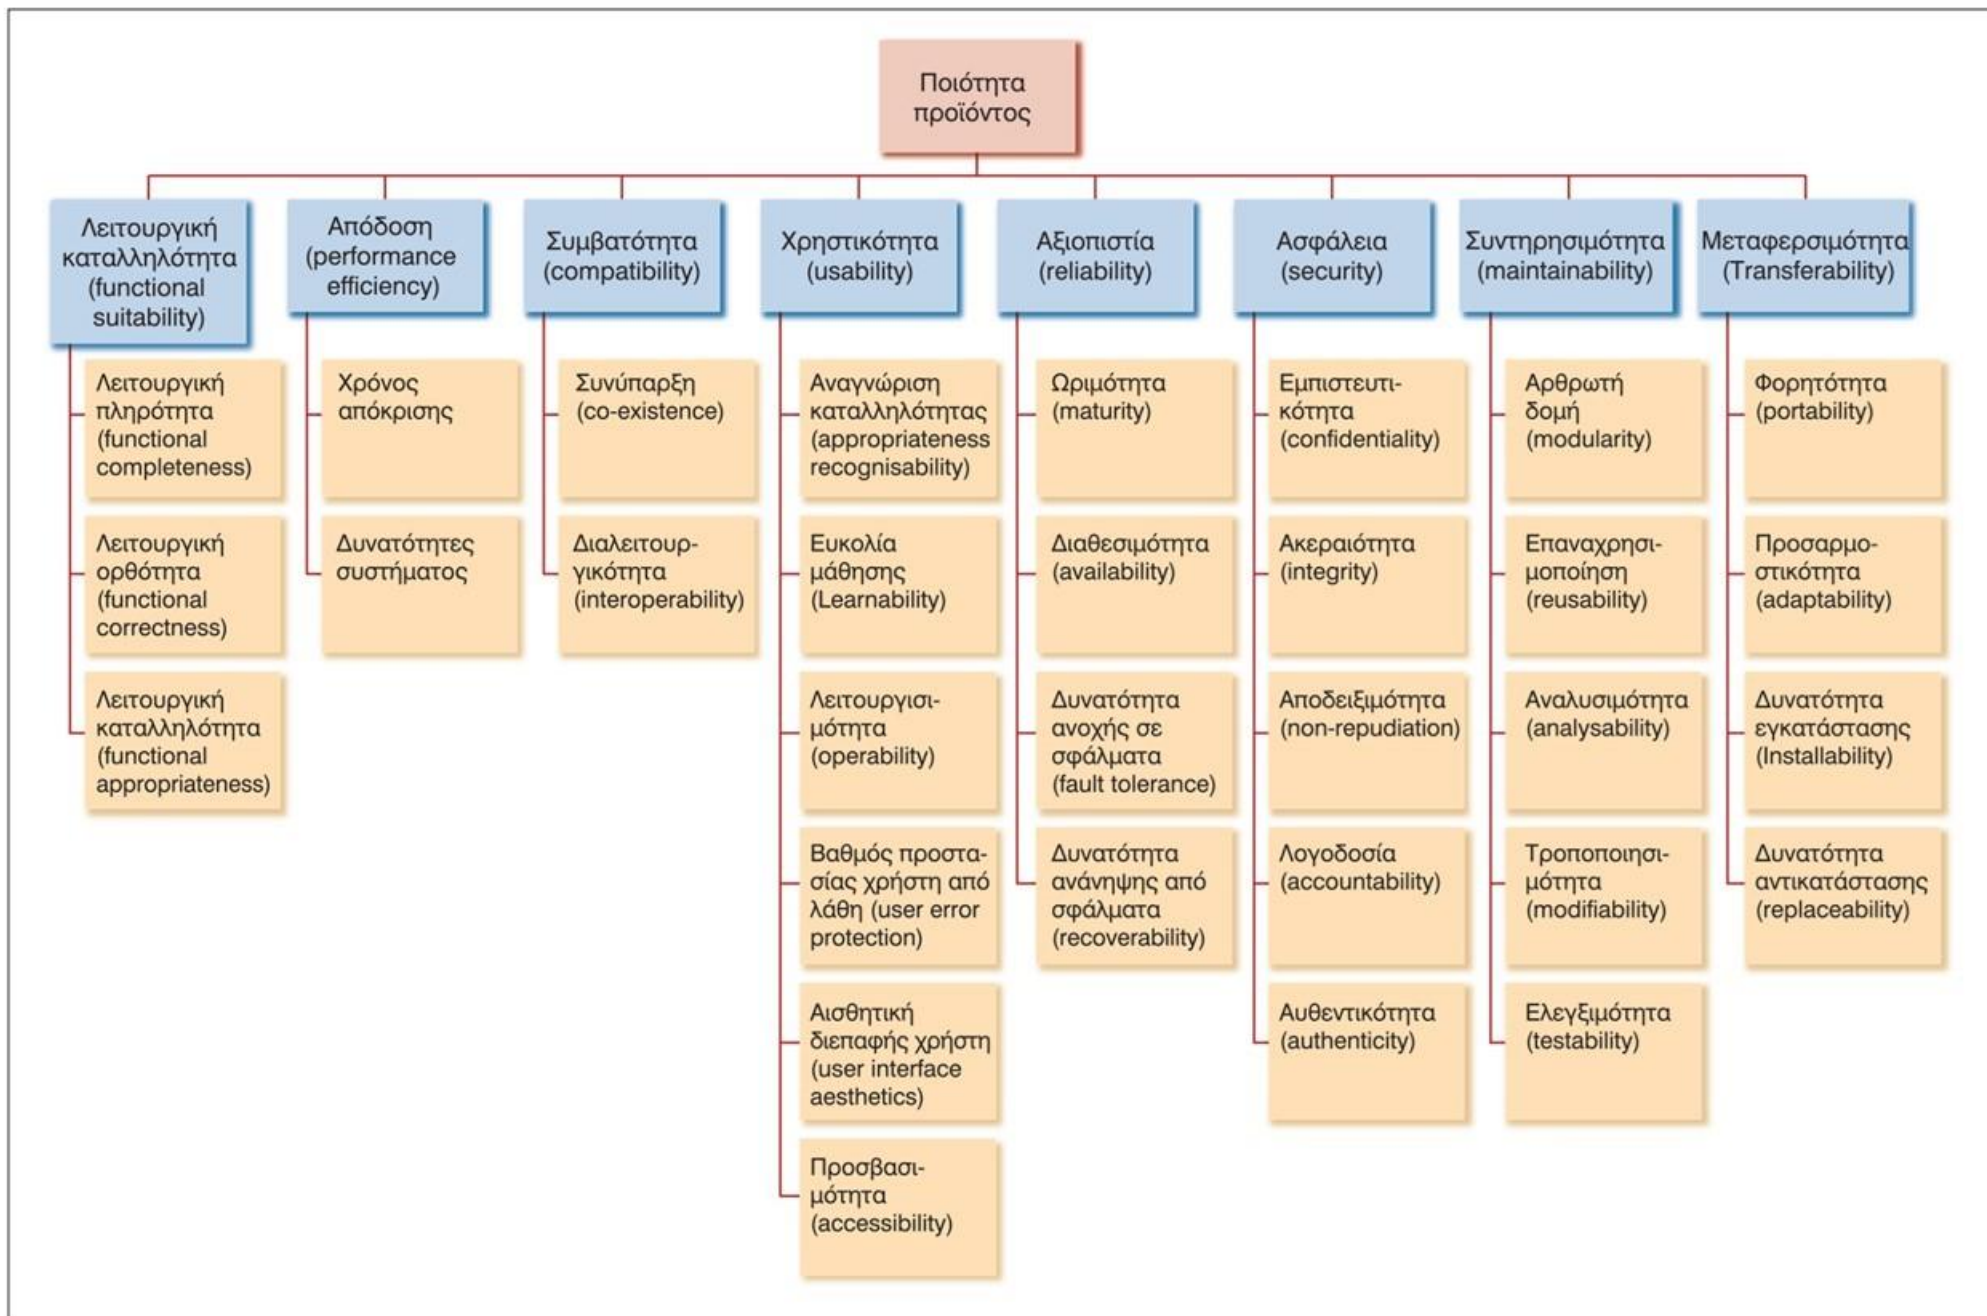 Ποιότητα
προϊόντος
Λειτουργική
καταλληλότητα
(functional
suitability)
Λειτουργική
πληρότητα
(functional
completeness)
Λειτουργική
ορθότητα
(functional
correctness)
Λειτουργική
καταλληλότητα
(functional
appropriateness)
Απόδοση
(performance
efficiency)
Χρόνος
απόκρισης
Δυνατότητες
συστήματος
Συμβατότητα
(compatibility)
Συνύπαρξη
(co-existence)
Διαλειτουρ-
γικότητα
(interoperability)
Χρηστικότητα
(usability)
Αναγνώριση
καταλληλότητας
(appropriateness
recognisability)
Ευκολία
μάθησης
(Learnability)
Λειτουργισι-
μότητα
(operability)
Βαθμός προστα-
σίας χρήστη από
λάθη (user error
protection)
Αισθητική
διεπαφής χρήστη
(user interface
aesthetics)
Προσβασι-
μότητα
(accessibility)
Αξιοπιστία
(reliability)
Ωριμότητα
(maturity)
Διαθεσιμότητα
(availability)
Δυνατότητα
ανοχής σε
σφάλματα
(fault tolerance)
Δυνατότητα
ανάνηψης από
σφάλματα
(recoverability)
Ασφάλεια
(security)
Εμπιστευτι-
κότητα
(confidentiality)
Ακεραιότητα
(integrity)
Αποδειξιμότητα
(non-repudiation)
Λογοδοσία
(accountability)
Αυθεντικότητα
(authenticity)
Συντηρησιμότητα
(maintainability)
Αρθρωτή
δομή
(modularity)
Επαναχρησι-
μοποίηση
(reusability)
Αναλυσιμότητα
(analysability)
Τροποποιησι-
μότητα
(modifiability)
Ελεγξιμότητα
(testability)
Μεταφερσιμότητα
(Transferability)
Φορητότητα
(portability)
Προσαρμο-
στικότητα
(adaptability)
Δυνατότητα
εγκατάστασης
(Installability)
Δυνατότητα
αντικατάστασης
(replaceability)